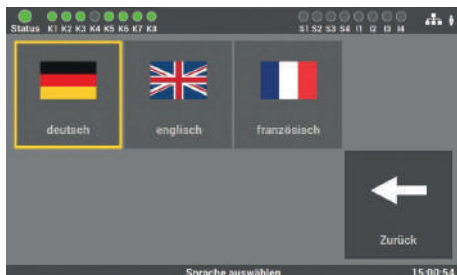 Status K1 K2 K3 K4 K5 K6 K7 K8 S1 S2 S3 S4 I1 I2 I3 I4
deutsch englisch französisch
Zurück
Sprache auswählen 15:00:54